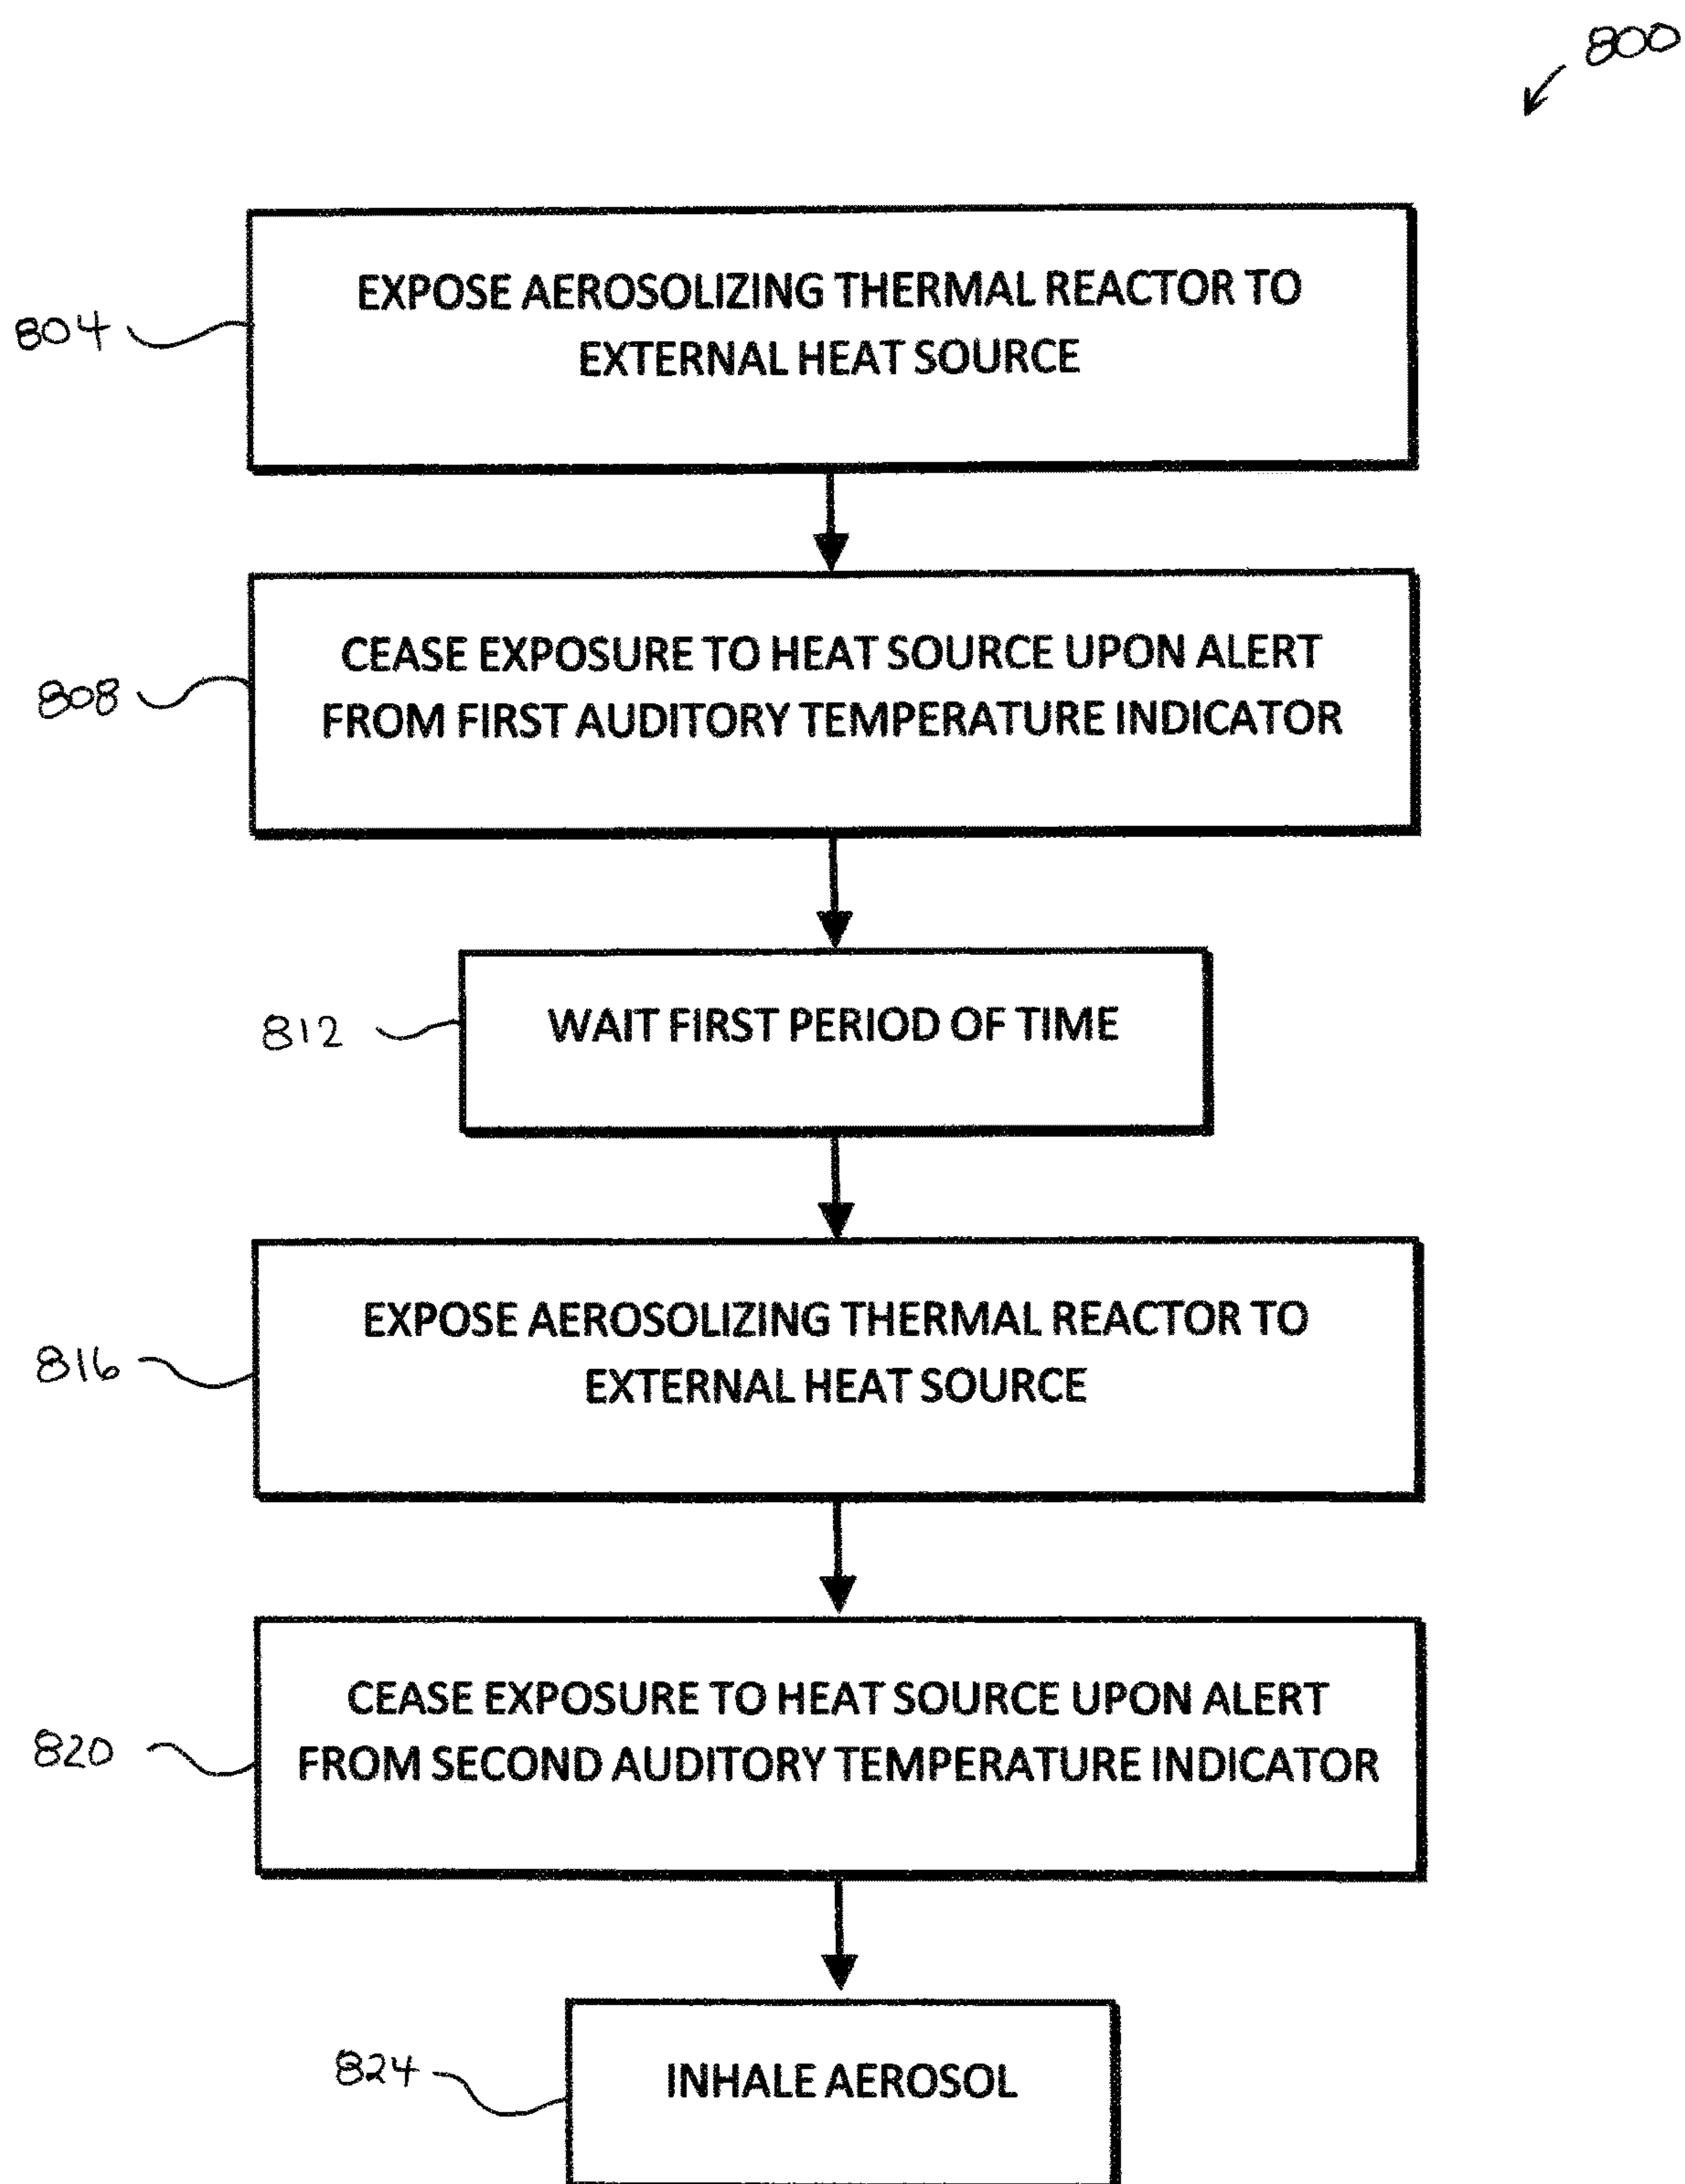 800
804
EXPOSE AEROSOLIZING THERMAL REACTOR TO
EXTERNAL HEAT SOURCE
808
CEASE EXPOSURE TO HEAT SOURCE UPON ALERT
FROM FIRST AUDITORY TEMPERATURE INDICATOR
812
WAIT FIRST PERIOD OF TIME
816
EXPOSE AEROSOLIZING THERMAL REACTOR TO
EXTERNAL HEAT SOURCE
820
CEASE EXPOSURE TO HEAT SOURCE UPON ALERT
FROM SECOND AUDITORY TEMPERATURE INDICATOR
824
INHALE AEROSOL